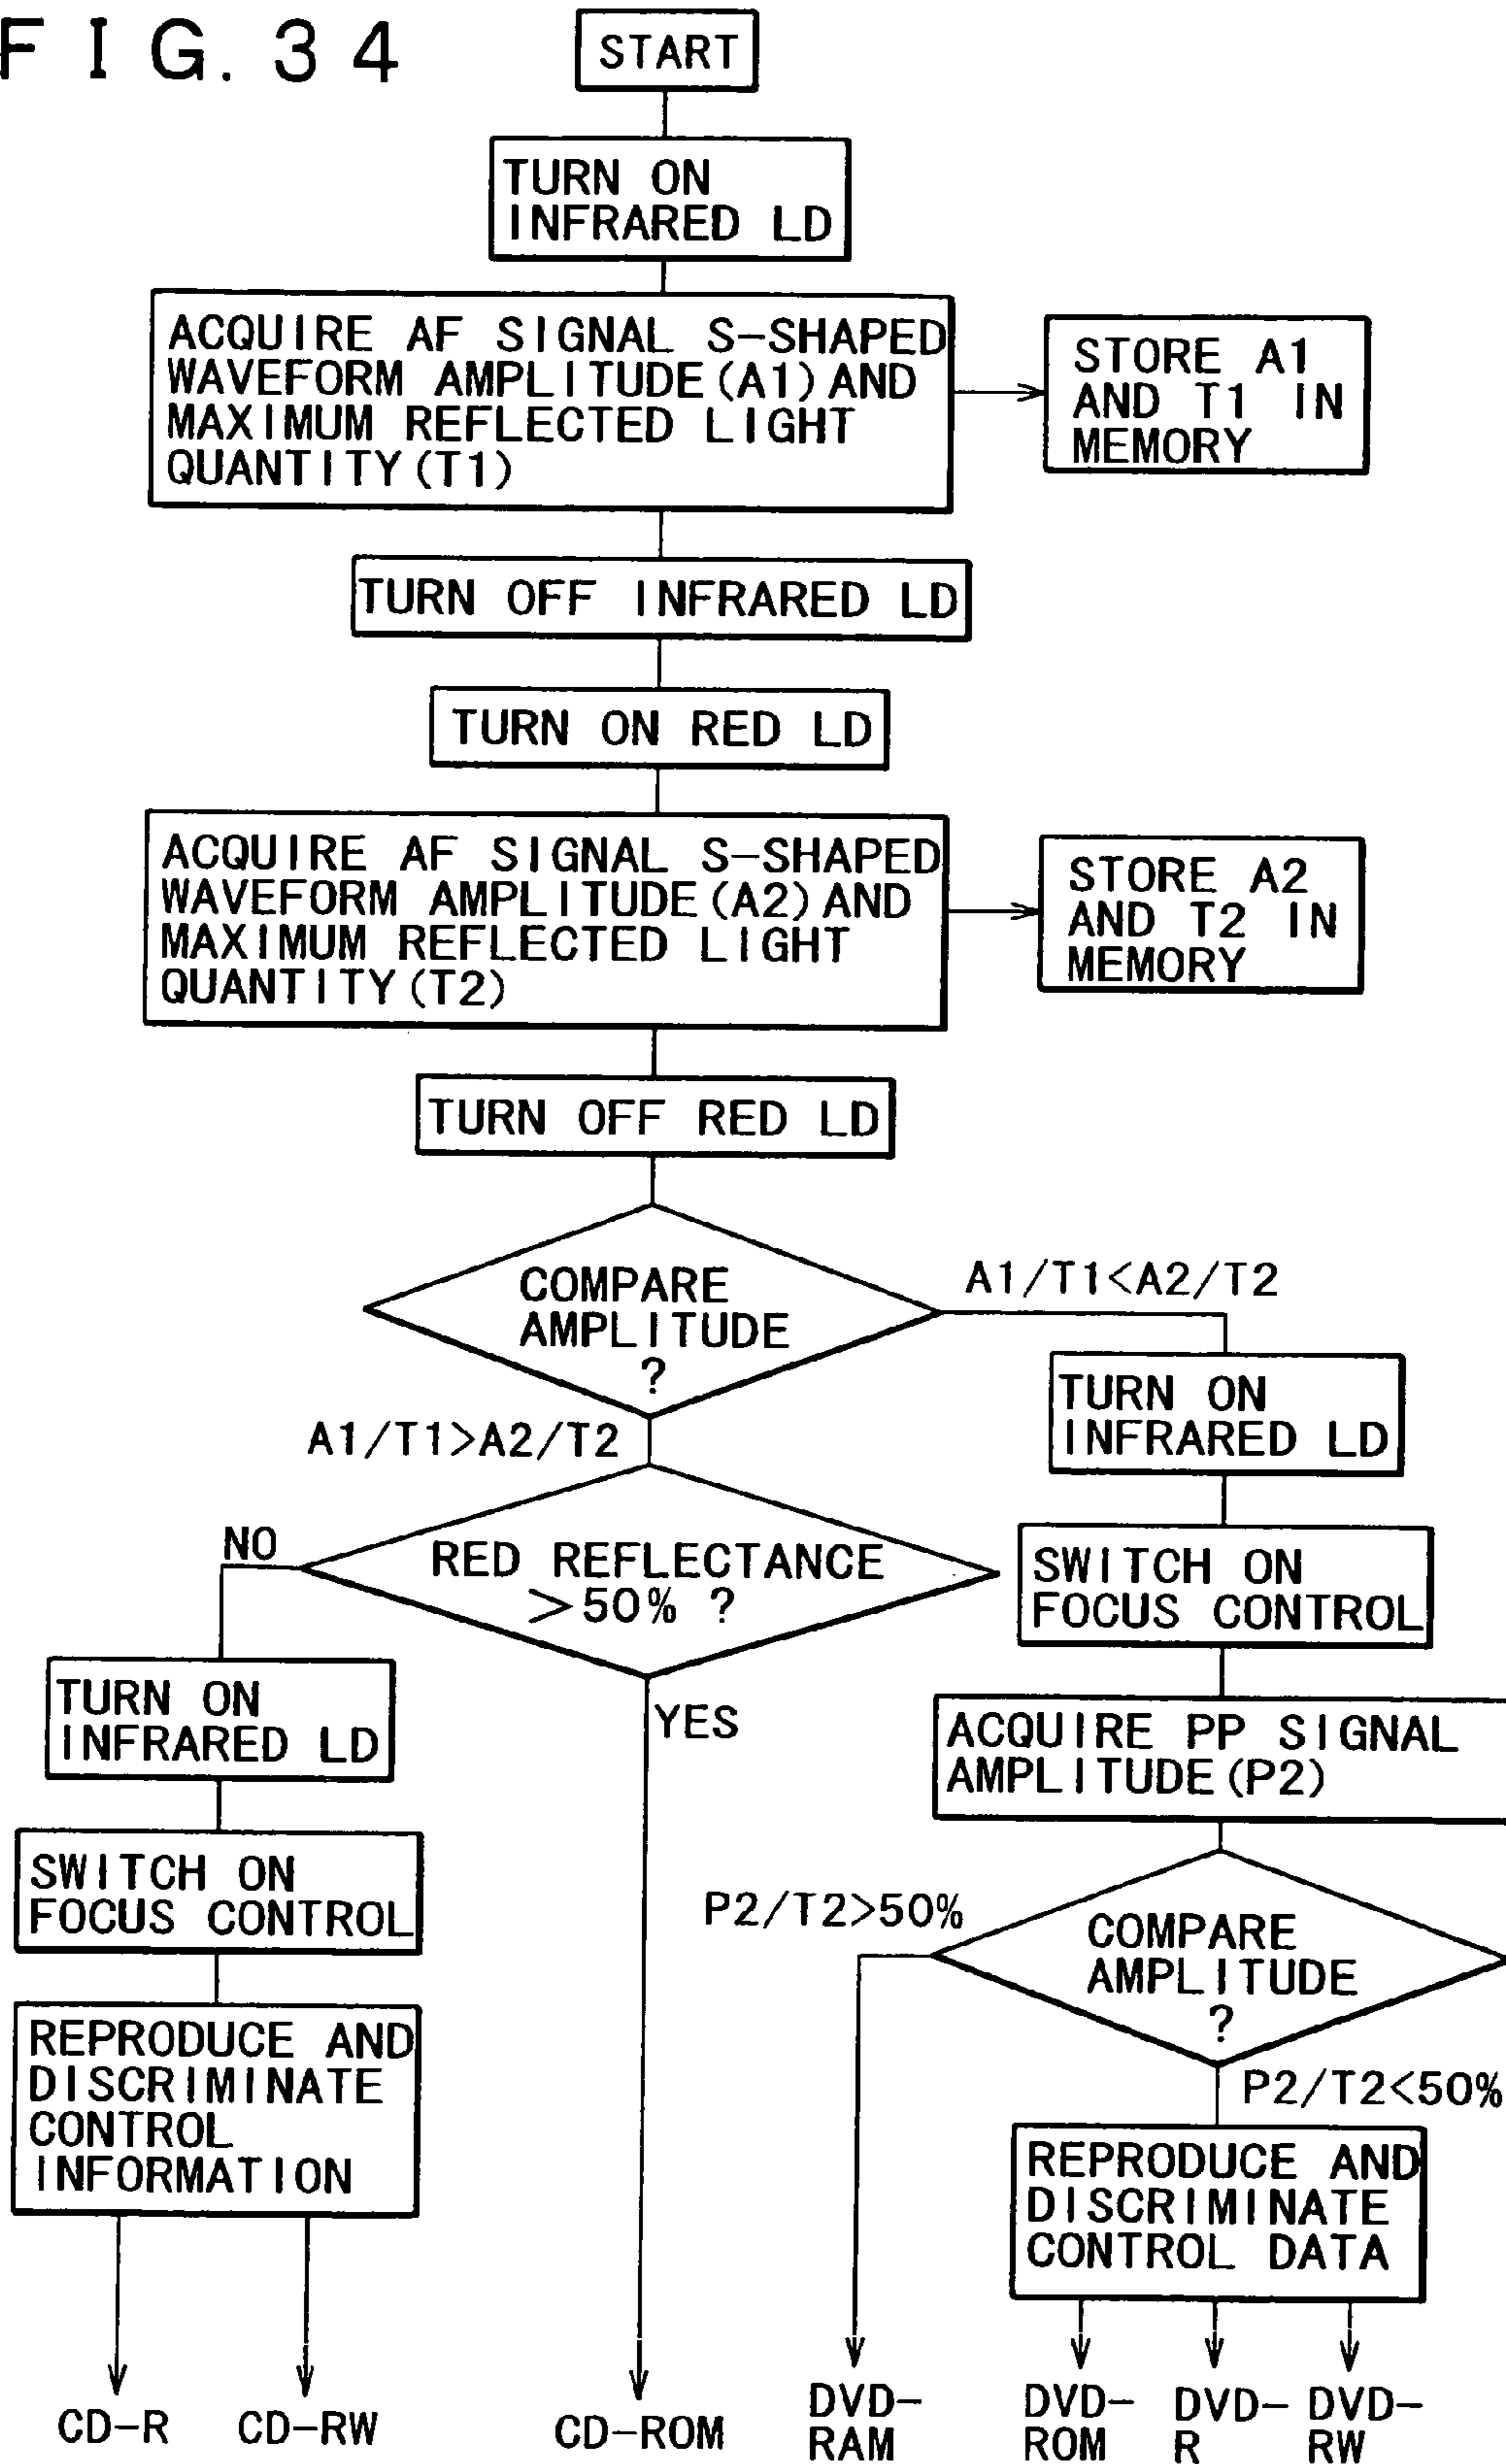 FIG. 34
START
TURN ON
INFRARED LD
ACQUIRE AF SIGNAL S-SHAPED
WAVEFORM AMPLITUDE(A1) AND
MAXIMUM REFLECTED LIGHT
QUANTITY(T1)
STORE A1
AND T1 IN
MEMORY
TURN OFF INFRARED LD
TURN ON RED LD
ACQUIRE AF SIGNAL S-SHAPED
WAVEFORM AMPLITUDE(A2) AND
MAXIMUM REFLECTED LIGHT
QUANTITY(T2)
STORE A2
AND T2 IN
MEMORY
TURN OFF RED LD
COMPARE
AMPLITUDE
?
A1/T1<A2/T2
A1/T1>A2/T2
TURN ON
INFRARED LD
RED REFLECTANCE
>50% ?
NO
YES
SWITCH ON
FOCUS CONTROL
TURN ON
INFRARED LD
ACQUIRE PP SIGNAL
AMPLITUDE(P2)
SWITCH ON
FOCUS CONTROL
P2/T2>50%
COMPARE
AMPLITUDE
?
P2/T2<50%
REPRODUCE AND
DISCRIMINATE
CONTROL
INFORMATION
REPRODUCE AND
DISCRIMINATE
CONTROL DATA
CD-R
CD-RW
CD-ROM
DVD-
RAM
DVD-
ROM
DVD-
R
DVD-
RW